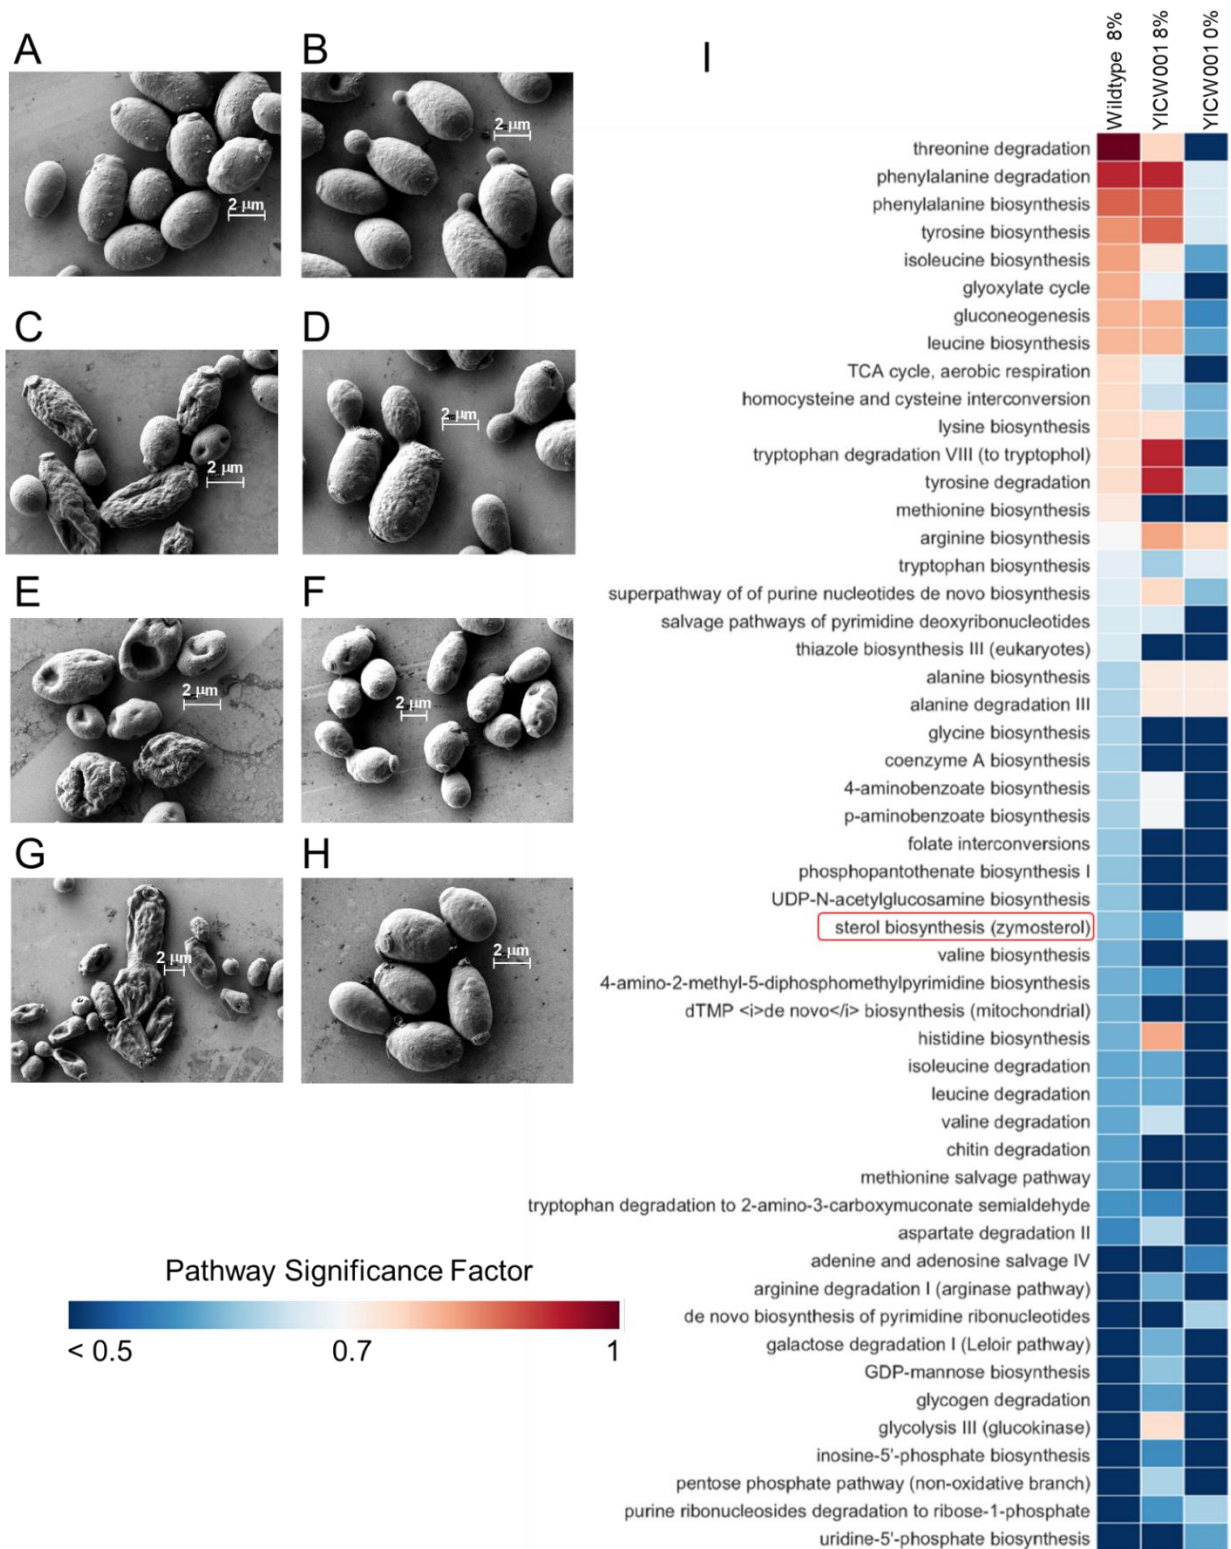 A
B
I
Wildtype 8%
YICW001 8%
YICW001 0%
2 µm
2 µm
C
D
2 µm
2 µm
E
F
2 µm
2 µm
G
H
2 µm
2 µm
threonine degradation
phenylalanine degradation
phenylalanine biosynthesis
tyrosine biosynthesis
isoleucine biosynthesis
glyoxylate cycle
gluconeogenesis
leucine biosynthesis
TCA cycle, aerobic respiration
homocysteine and cysteine interconversion
lysine biosynthesis
tryptophan degradation VIII (to tryptophol)
tyrosine degradation
methionine biosynthesis
arginine biosynthesis
tryptophan biosynthesis
superpathway of of purine nucleotides de novo biosynthesis
salvage pathways of pyrimidine deoxyribonucleotides
thiazole biosynthesis III (eukaryotes)
alanine biosynthesis
alanine degradation III
glycine biosynthesis
coenzyme A biosynthesis
4-aminobenzoate biosynthesis
p-aminobenzoate biosynthesis
folate interconversions
phosphopantothenate biosynthesis I
UDP-N-acetylglucosamine biosynthesis
sterol biosynthesis (zymosterol)
valine biosynthesis
4-amino-2-methyl-5-diphosphomethylpyrimidine biosynthesis
dTMP <i>de novo</i> biosynthesis (mitochondrial)
histidine biosynthesis
isoleucine degradation
leucine degradation
valine degradation
chitin degradation
methionine salvage pathway
tryptophan degradation to 2-amino-3-carboxymuconate semialdehyde
aspartate degradation II
adenine and adenosine salvage IV
arginine degradation I (arginase pathway)
de novo biosynthesis of pyrimidine ribonucleotides
galactose degradation I (Leloir pathway)
GDP-mannose biosynthesis
glycogen degradation
glycolysis III (glucokinase)
inosine-5'-phosphate biosynthesis
pentose phosphate pathway (non-oxidative branch)
purine ribonucleosides degradation to ribose-1-phosphate
uridine-5'-phosphate biosynthesis
Pathway Significance Factor
< 0.5
0.7
1